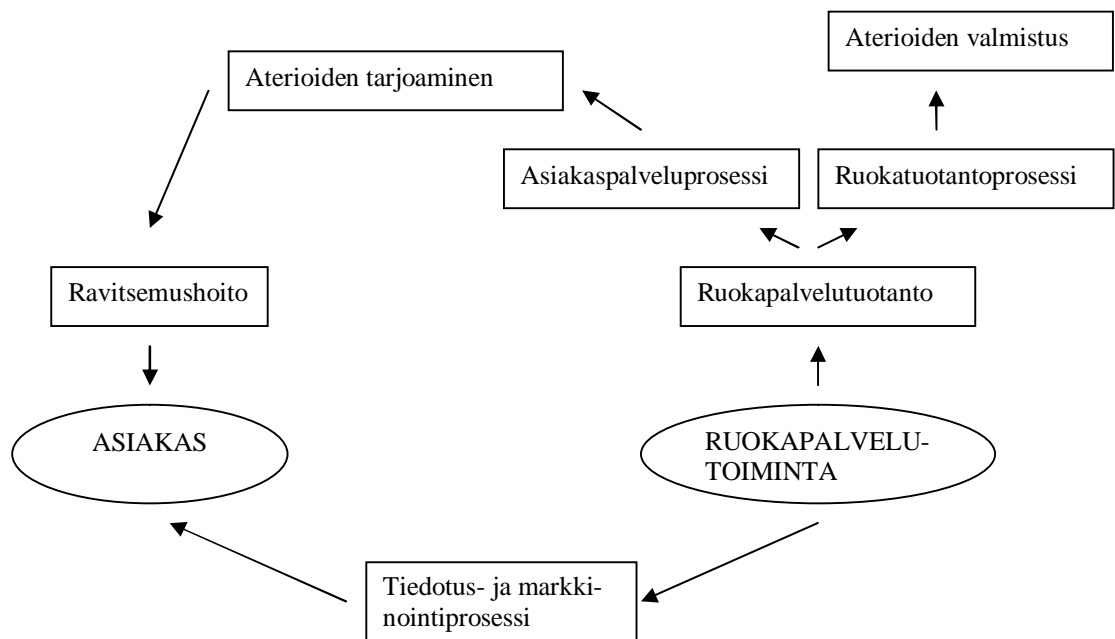 Aterioiden valmistus
Aterioiden tarjoaminen
Asiakaspalveluprosessi
Ruokatuotantoprosessi
Ravitsemushoito
Ruokapalvelutuotanto
ASIAKAS
RUOKAPALVELU-
TOIMINTA
Tiedotus- ja markki-
nointiprosessi